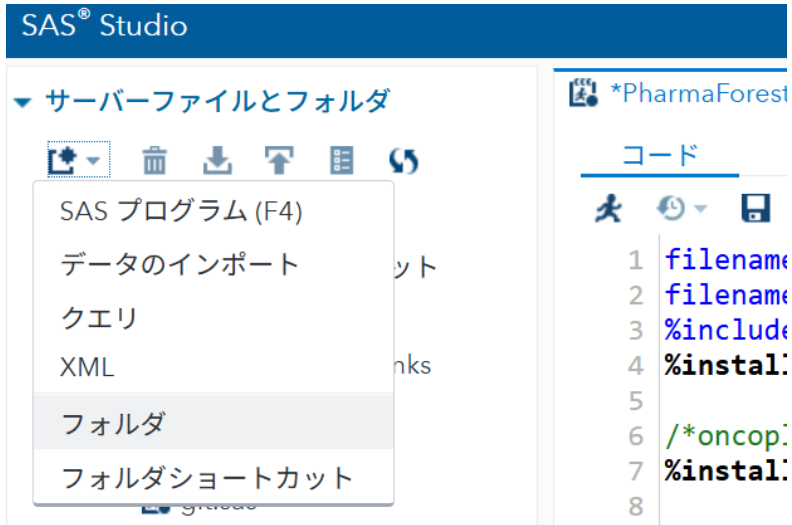 SAS® Studio
サーバーファイルとフォルダ
SAS プログラム (F4)
データのインポート
クエリ
XML
フォルダ
フォルダショートカット
ット
nks
*PharmaForest
コード
1 filename
2 filename
3 %include
4 %install
5
6 /*oncopl
7 %install
8